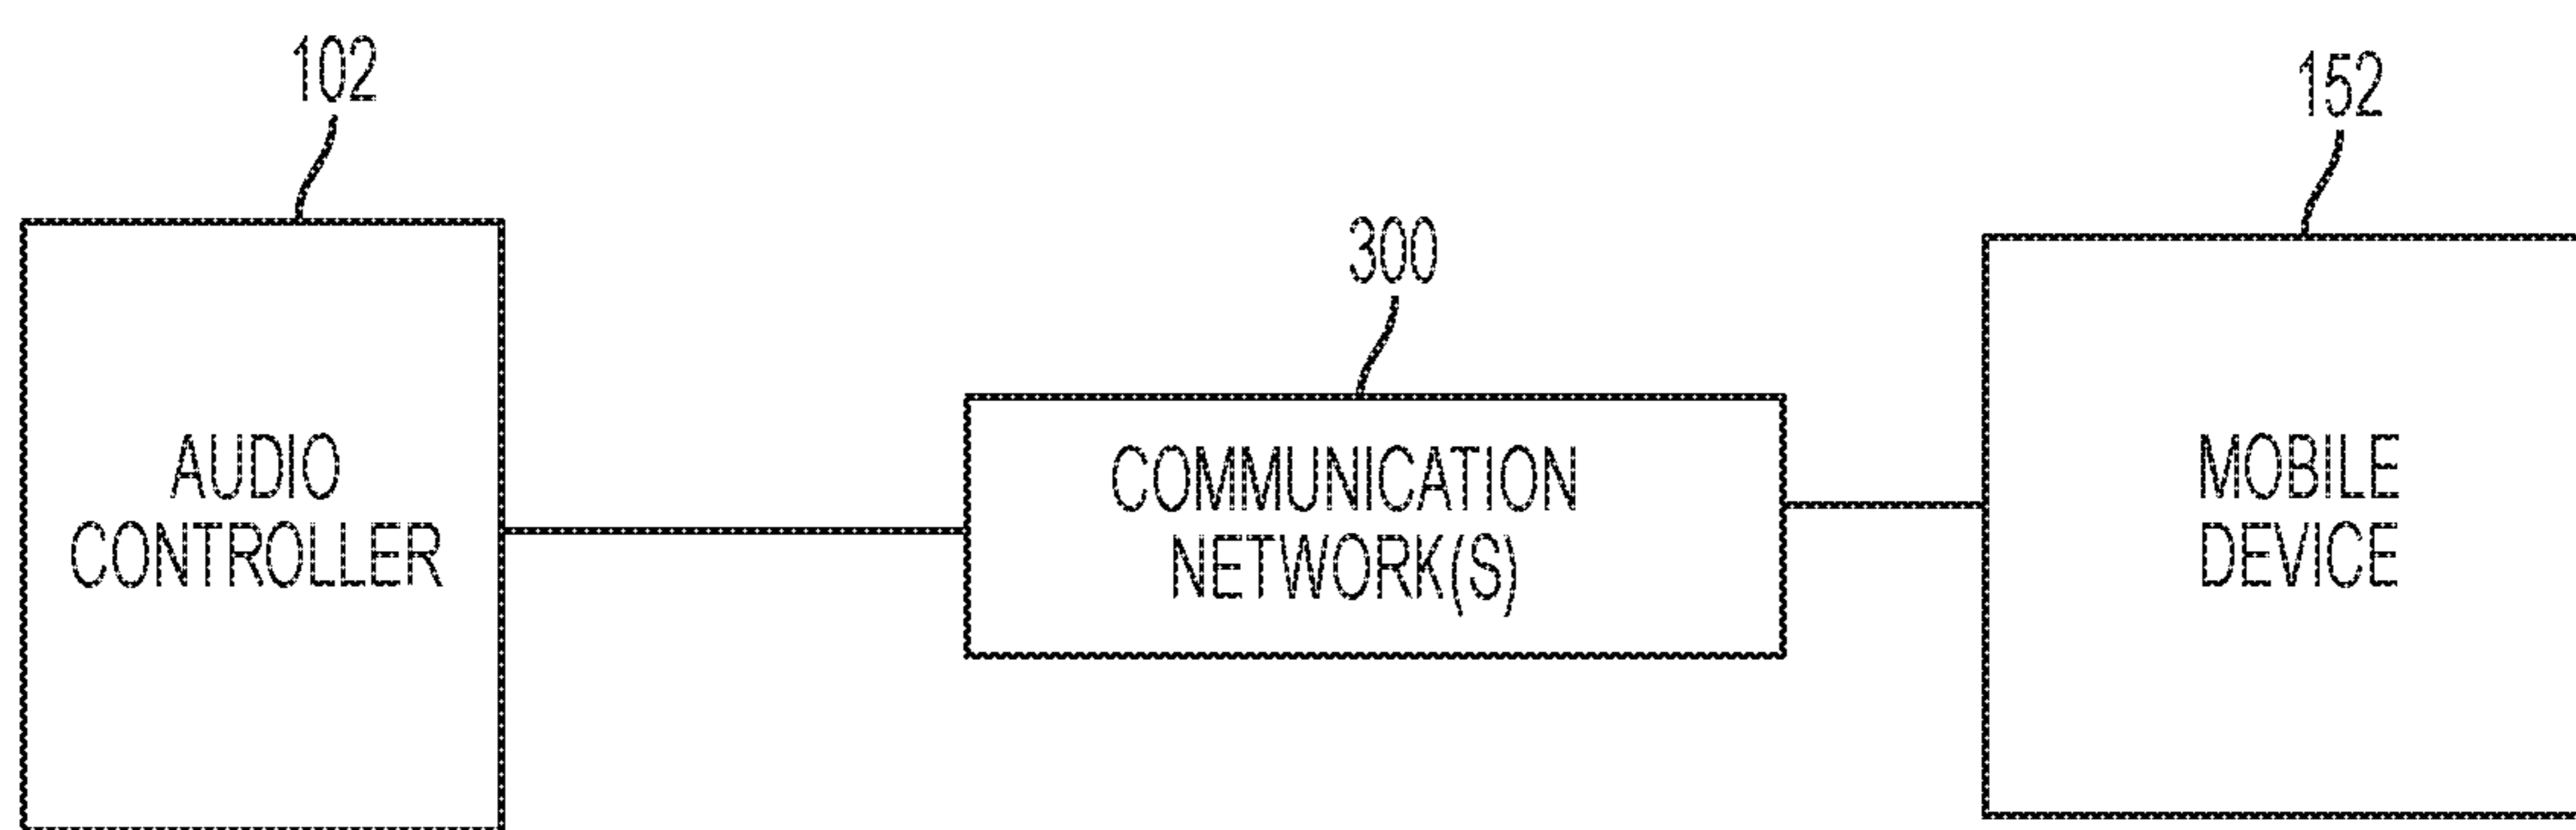 102
152
300
AUDIO
CONTROLLER
COMMUNICATION
NETWORK(S)
MOBILE
DEVICE